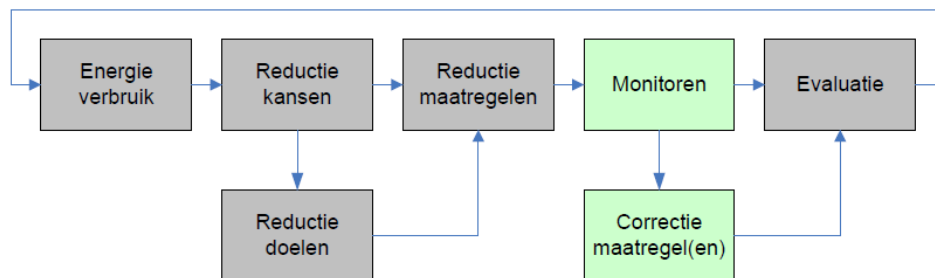 Energie
verbruik
Reductie
kansen
Reductie
maatregelen
Monitoren
Evaluatie
Reductie
doelen
Correctie
maatregel(en)